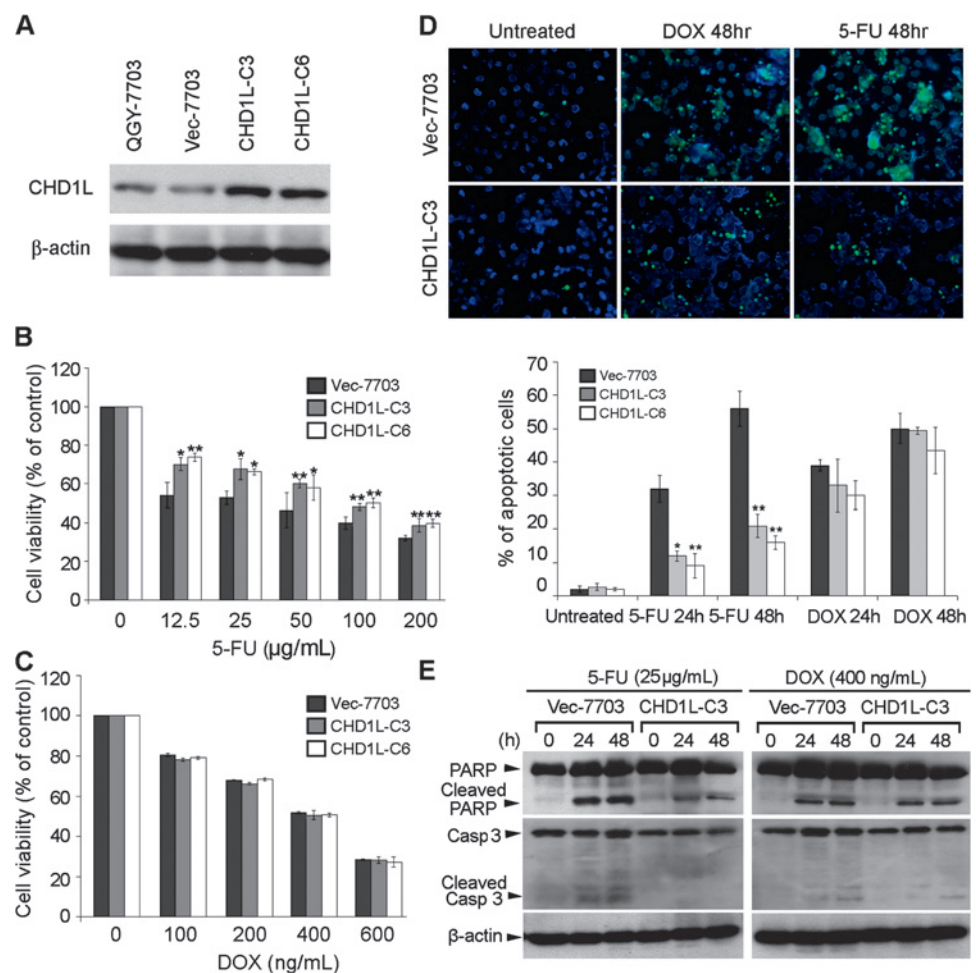 A
QGY-7703
Vec-7703
CHD1L-C3
CHD1L-C6
CHD1L
β-actin
B
Cell viability (% of control)
120
100
80
60
40
20
0
Vec-7703
CHD1L-C3
CHD1L-C6
* ** * * ** * ** ** ****
0 12.5 25 50 100 200
5-FU (µg/mL)
C
Cell viability (% of control)
120
100
80
60
40
20
0
Vec-7703
CHD1L-C3
CHD1L-C6
0 100 200 400 600
DOX (ng/mL)
D
Untreated DOX 48hr 5-FU 48hr
Vec-7703
CHD1L-C3
% of apoptotic cells
70
60
50
40
30
20
10
0
Vec-7703
CHD1L-C3
CHD1L-C6
* ** ** **
Untreated 5-FU 24h 5-FU 48h DOX 24h DOX 48h
E
5-FU (25µg/mL) DOX (400 ng/mL)
Vec-7703 CHD1L-C3 Vec-7703 CHD1L-C3
(h) 0 24 48 0 24 48 0 24 48 0 24 48
PARP
Cleaved
PARP
Casp 3
Cleaved
Casp 3
β-actin